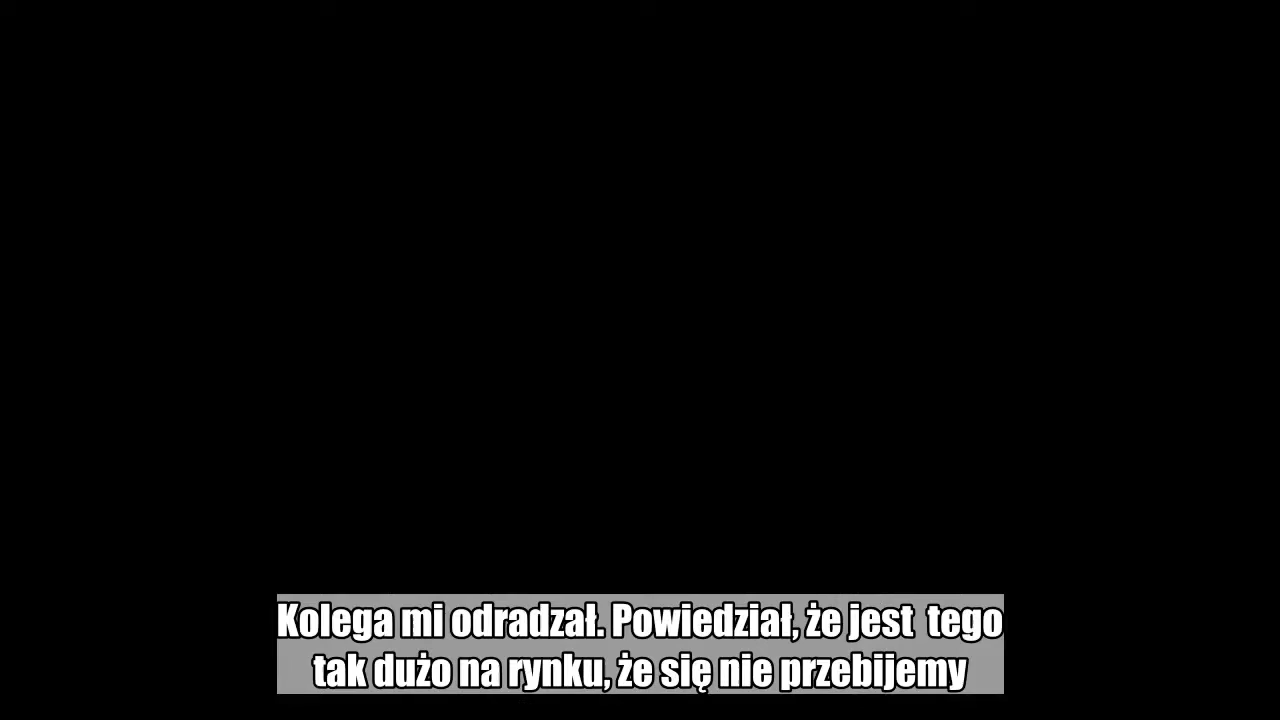 Kolega mi odradzał. Powiedział, że jest  tego
tak dużo na rynku, że się nie przebijemy